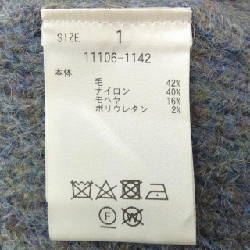 SIZE 1
11106-1142
本体
毛 42%
ナイロン 40%
モヘヤ 16%
ポリウレタン 2%
F W